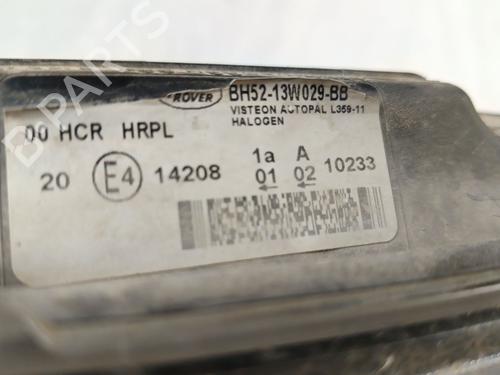 ROVER BH52-13W029-BB
VISTEON AUTOPAL L359-11
HALOGEN
00 HCR HRPL
1a A
20 E4 14208 01 02 10233
B PARTS